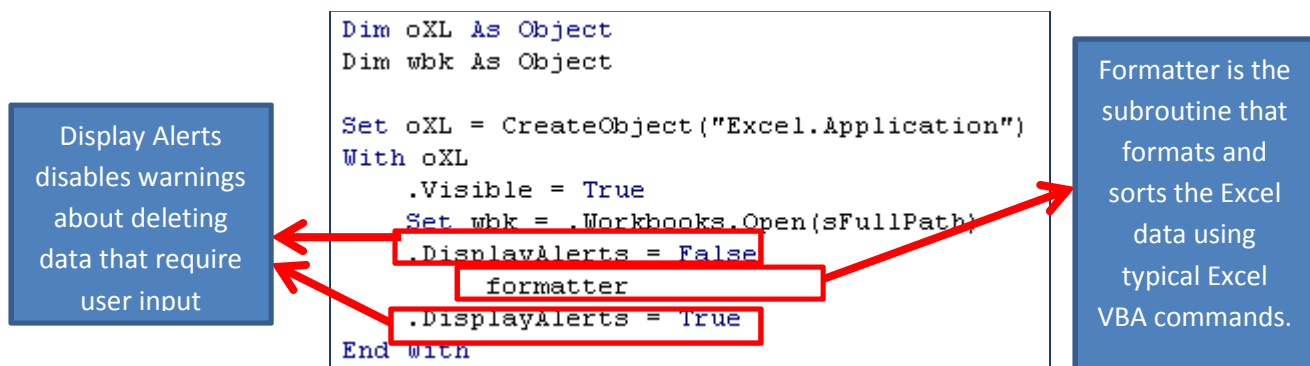 Display Alerts
disables warnings
about deleting
data that require
user input
Dim oXL As Object
Dim wbk As Object
Set oXL = CreateObject("Excel.Application")
With oXL
.Visible = True
Set wbk = .Workbooks.Open(sFullPath)
.DisplayAlerts = False
formatter
.DisplayAlerts = True
End With
Formatter is the
subroutine that
formats and
sorts the Excel
data using
typical Excel
VBA commands.